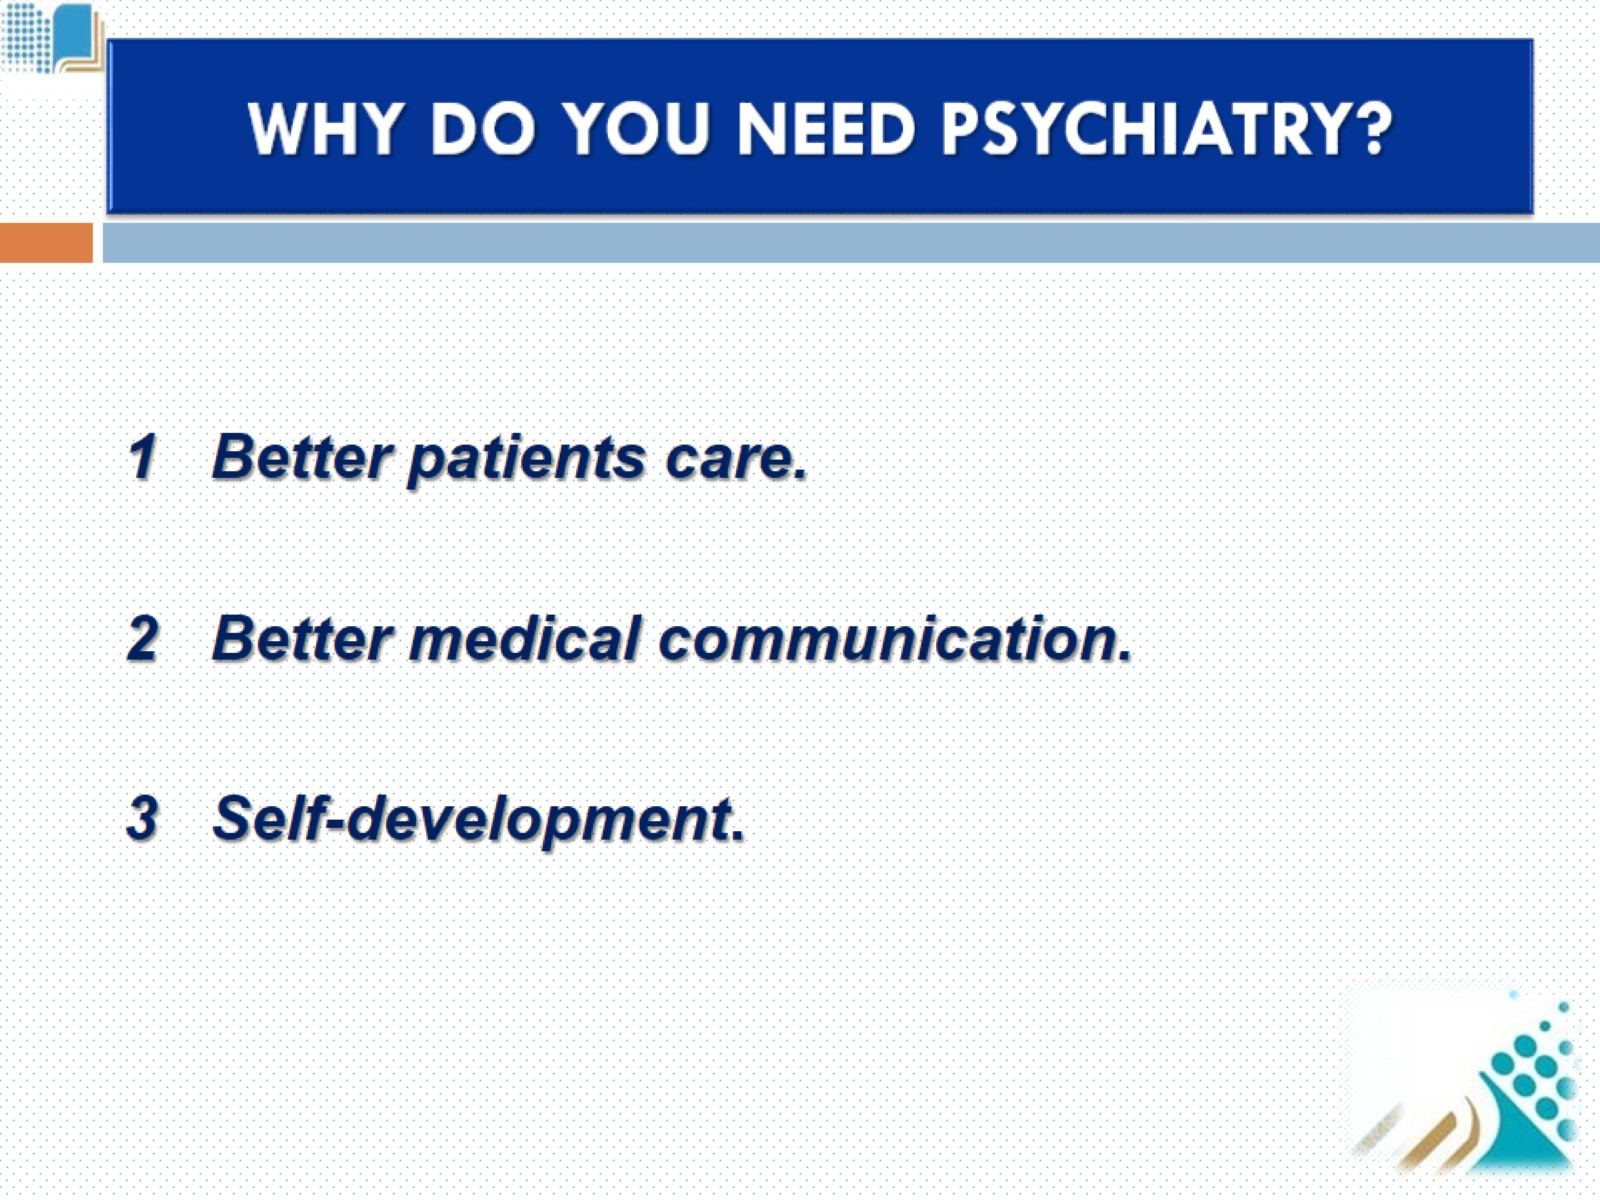 WHY DO YOU NEED PSYCHIATRY?
1 Better patients care.
2 Better medical communication.
3 Self-development.